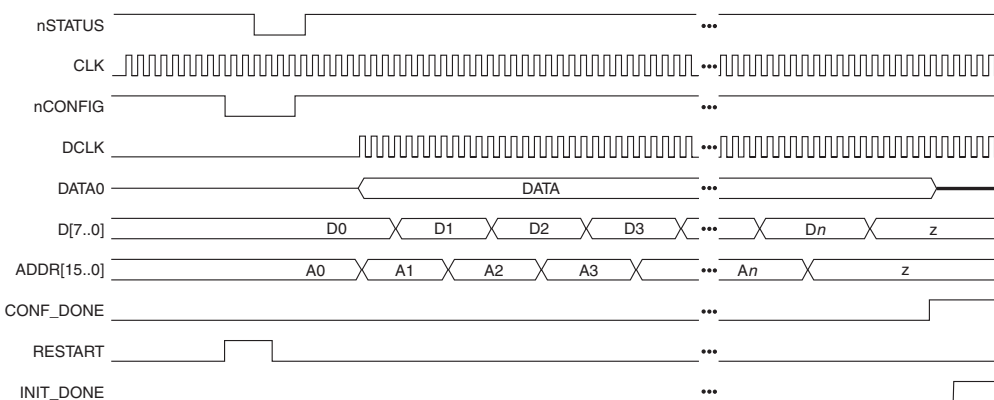 nSTATUS •••
CLK •••
nCONFIG •••
DCLK •••
DATA0 DATA •••
D[7..0] D0 D1 D2 D3 ••• Dn z
ADDR[15..0] A0 A1 A2 A3 ••• An z
CONF_DONE •••
RESTART •••
INIT_DONE •••